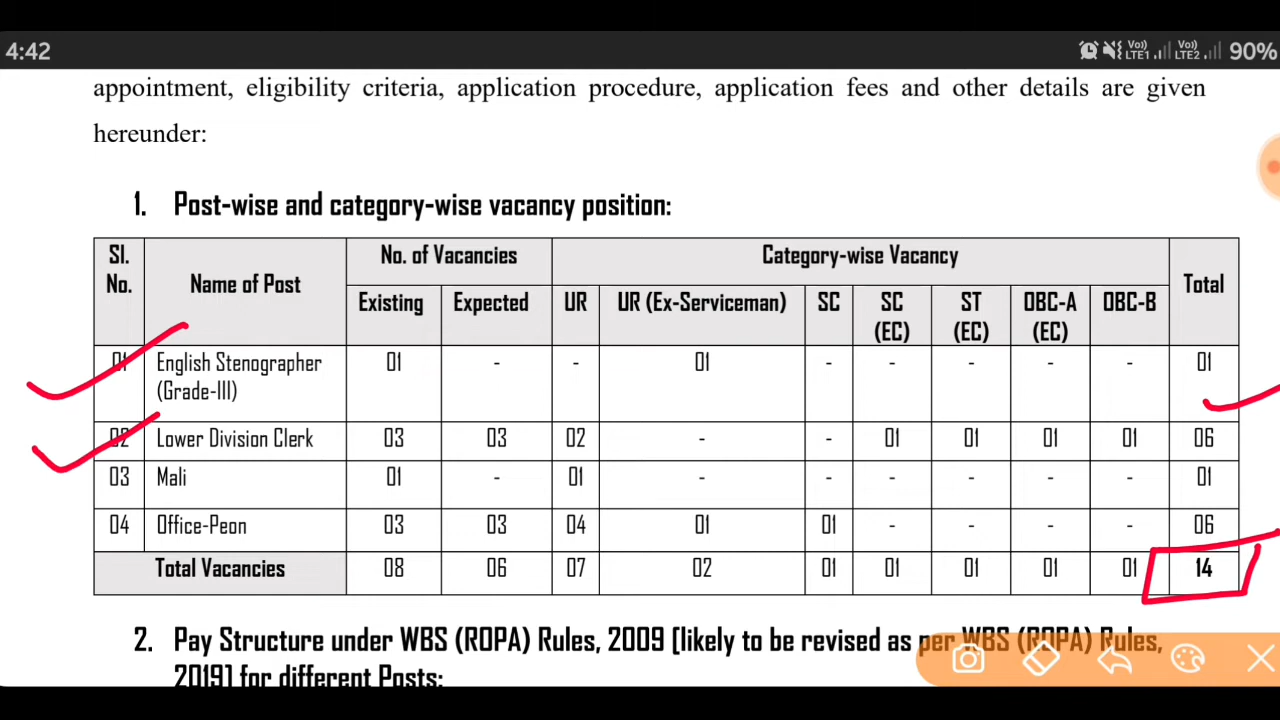 4:42 Vo) LTE1 Vo) LTE2 90%
appointment, eligibility criteria, application procedure, application fees and other details are given
hereunder:
1. Post-wise and category-wise vacancy position:
Sl. No. Name of Post No. of Vacancies Category-wise Vacancy Total
Existing Expected UR UR (Ex-Serviceman) SC SC (EC) ST (EC) OBC-A (EC) OBC-B
01 English Stenographer (Grade-III) 01 - - 01 - - - - - 01
02 Lower Division Clerk 03 03 02 - - 01 01 01 01 06
03 Mali 01 - 01 - - - - - - 01
04 Office-Peon 03 03 04 01 01 - - - - 06
Total Vacancies 08 06 07 02 01 01 01 01 01 14
2. Pay Structure under WBS (ROPA) Rules, 2009 [likely to be revised as per WBS (ROPA) Rules,
2019] for different Posts: